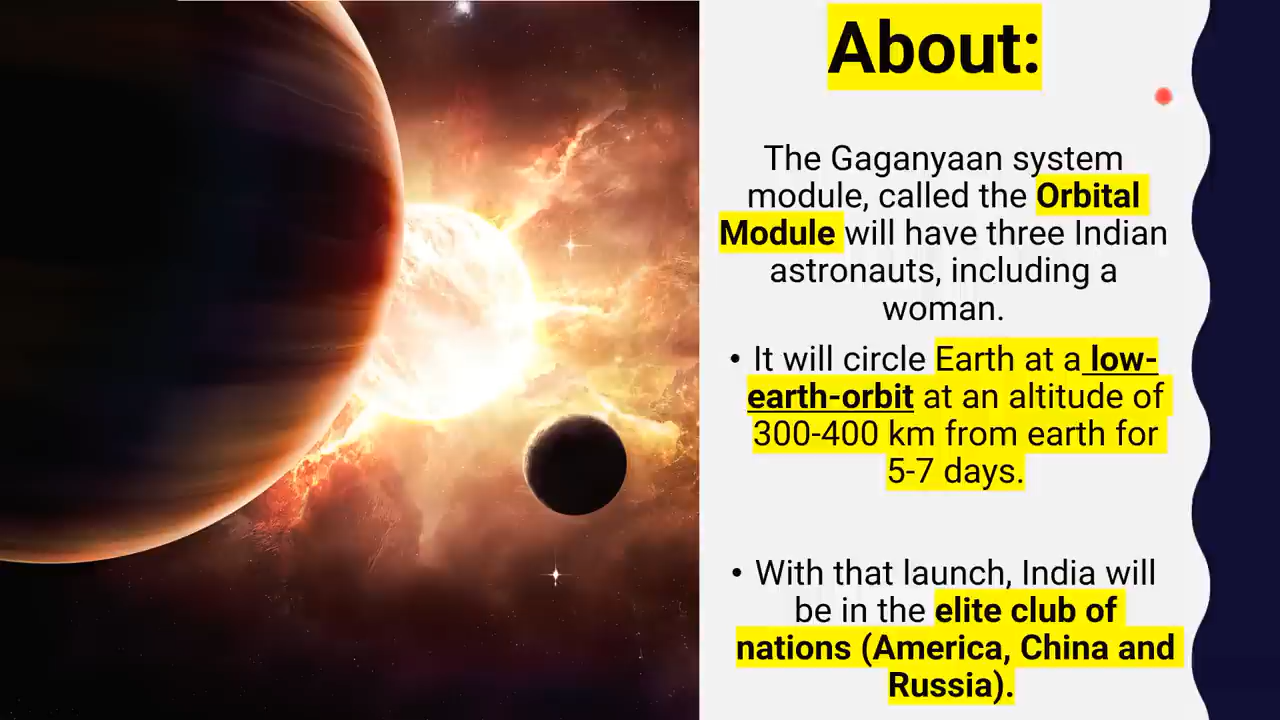 About:
The Gaganyaan system
module, called the Orbital
Module will have three Indian
astronauts, including a
woman.
• It will circle Earth at a low-
earth-orbit at an altitude of
300-400 km from earth for
5-7 days.
• With that launch, India will
be in the elite club of
nations (America, China and
Russia).